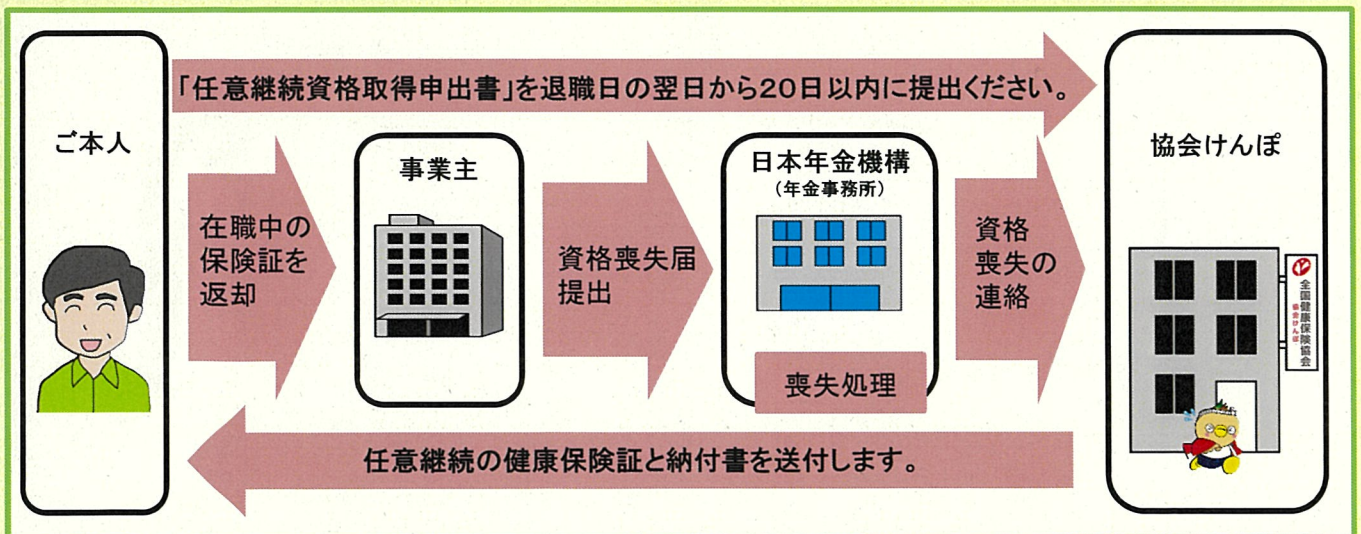 「任意継続資格取得申出書」を退職日の翌日から20日以内に提出ください。
ご本人
在職中の
保険証を
返却
事業主
資格喪失届
提出
日本年金機構
(年金事務所)
喪失処理
資格
喪失の
連絡
協会けんぽ
全国健康保険協会
協会けんぽ
任意継続の健康保険証と納付書を送付します。